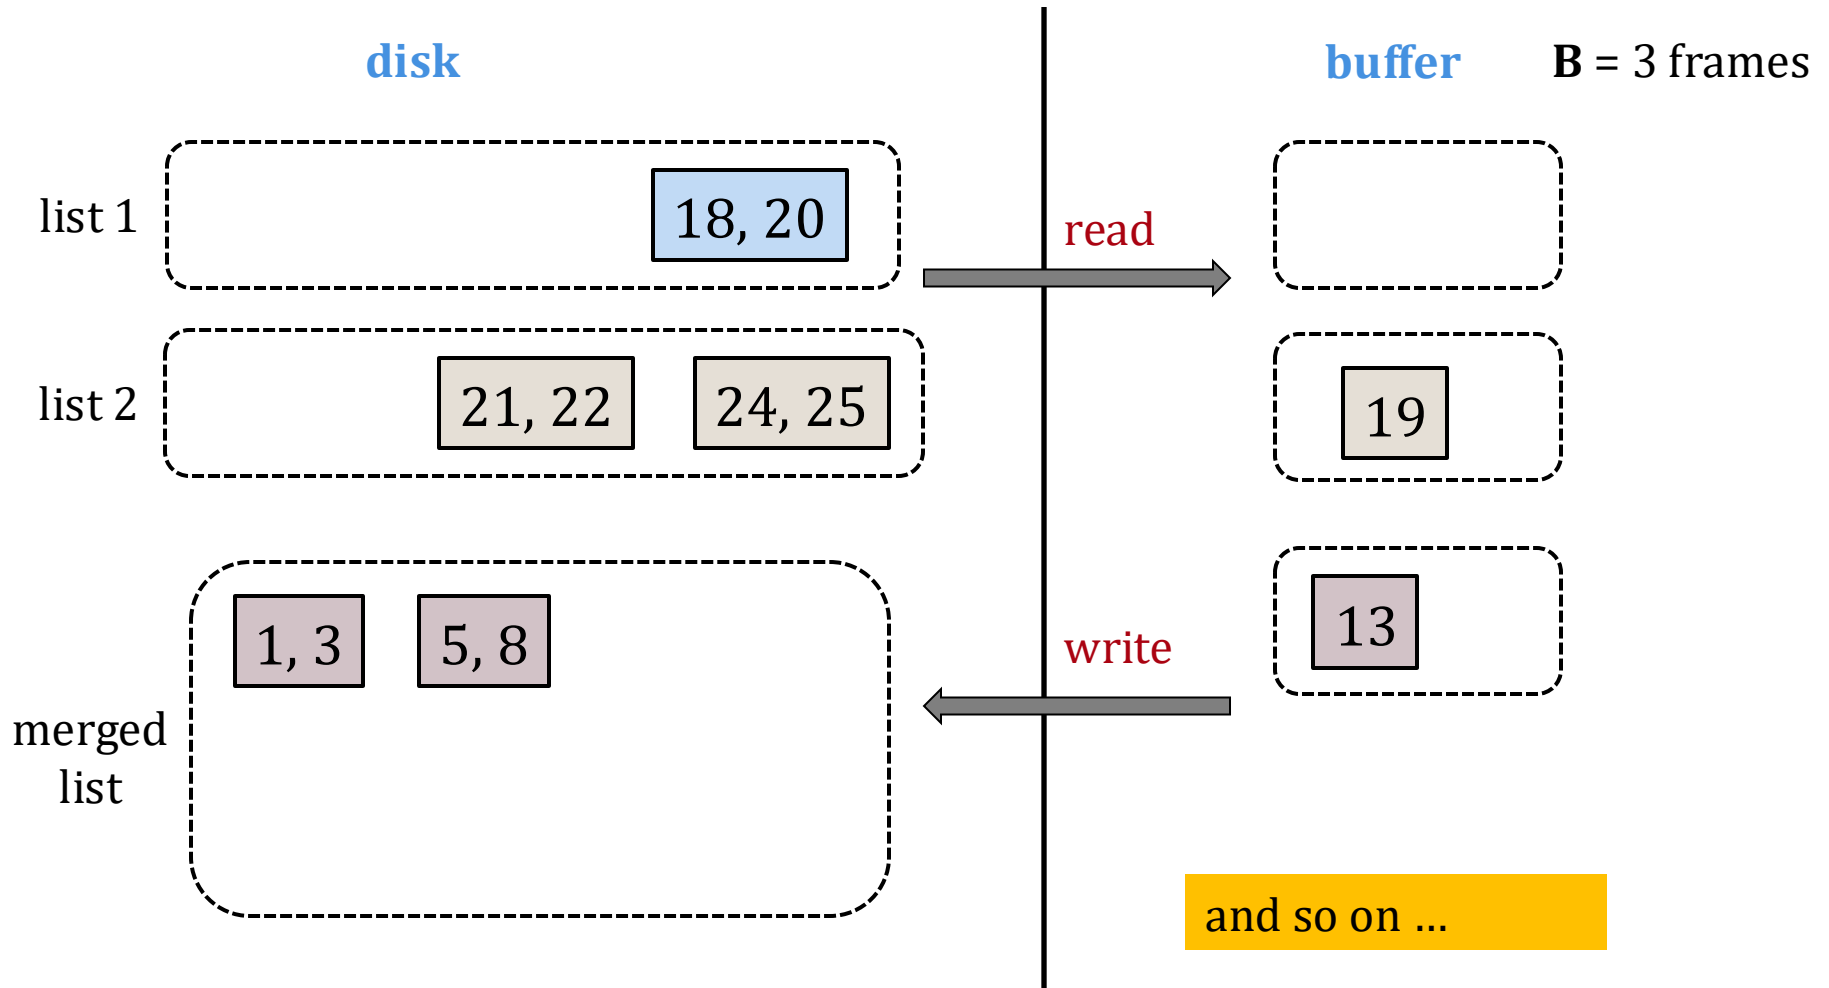 disk
buffer
B = 3 frames
list 1
18, 20
read
list 2
21, 22
24, 25
19
1, 3
5, 8
13
write
merged
list
and so on ...